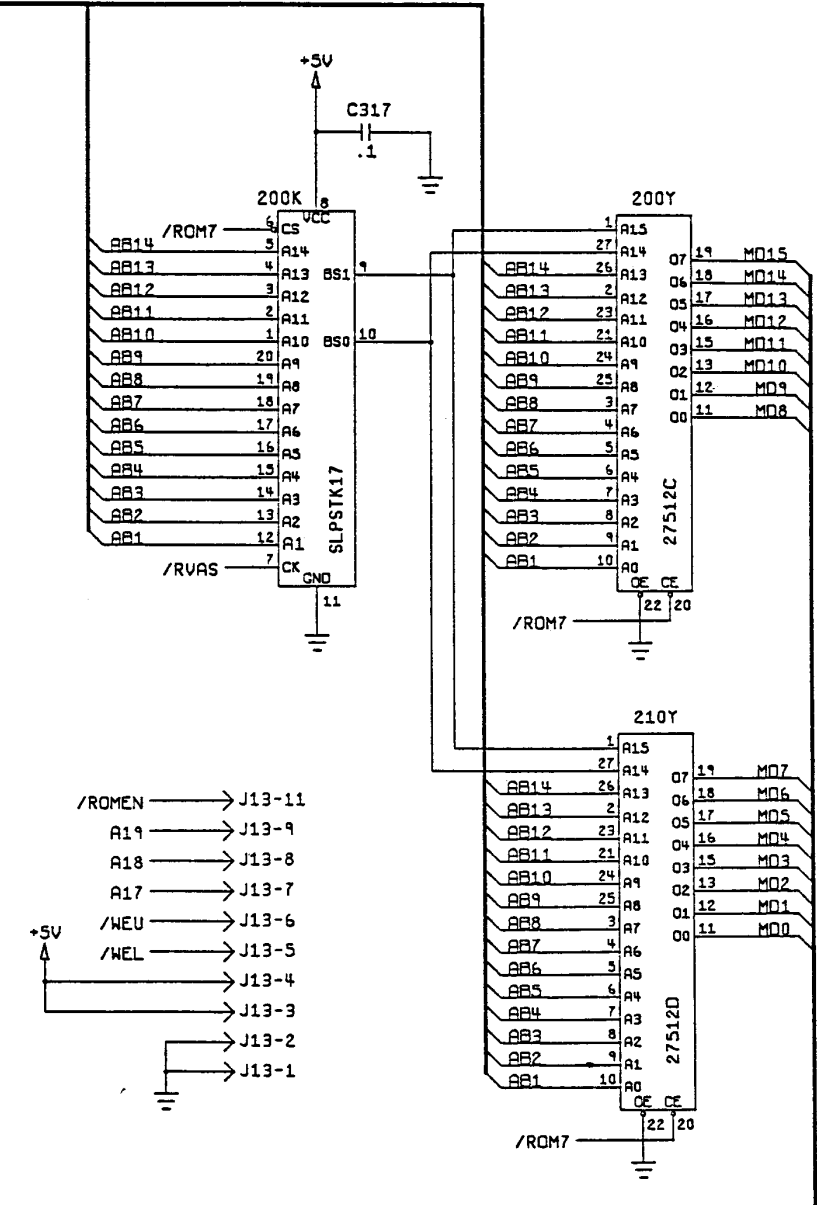 +5V
C317
.1
200K
8
VCC
/ROM7 6 CS
AB14 5 A14
AB13 4 A13 BS1 9
AB12 3 A12
AB11 2 A11
AB10 1 A10 BS0 10
AB9 20 A9
AB8 19 A8
AB7 18 A7
AB6 17 A6
AB5 16 A5
AB4 15 A4
AB3 14 A3
AB2 13 A2
AB1 12 A1
/RVAS 7 CK
SLPSTK17
GND
11
200Y
1 A15
27 A14
AB14 26 A13 O7 19 MD15
AB13 2 A12 O6 18 MD14
AB12 23 A11 O5 17 MD13
AB11 21 A10 O4 16 MD12
AB10 24 A9 O3 15 MD11
AB9 25 A8 O2 13 MD10
AB8 3 A7 O1 12 MD9
AB7 4 A6 O0 11 MD8
AB6 5 A5
AB5 6 A4
AB4 7 A3
AB3 8 A2
AB2 9 A1
AB1 10 A0
27512C
OE CE
22 20
/ROM7
210Y
1 A15
27 A14
AB14 26 A13 O7 19 MD7
AB13 2 A12 O6 18 MD6
AB12 23 A11 O5 17 MD5
AB11 21 A10 O4 16 MD4
AB10 24 A9 O3 15 MD3
AB9 25 A8 O2 13 MD2
AB8 3 A7 O1 12 MD1
AB7 4 A6 O0 11 MD0
AB6 5 A5
AB5 6 A4
AB4 7 A3
AB3 8 A2
AB2 9 A1
AB1 10 A0
27512D
OE CE
22 20
/ROM7
/ROMEN J13-11
A19 J13-9
A18 J13-8
A17 J13-7
/WEU J13-6
/WEL J13-5
+5V
J13-4
J13-3
J13-2
J13-1